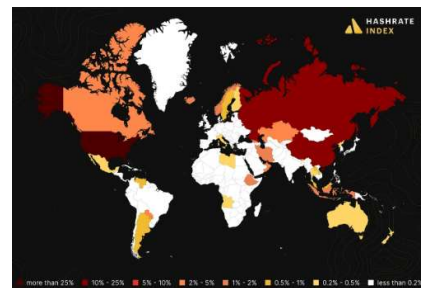 HASHRATE
INDEX
more than 25% 10% - 25% 5% - 10% 2% - 5% 1% - 2% 0.5% - 1% 0.2% - 0.5% less than 0.2%